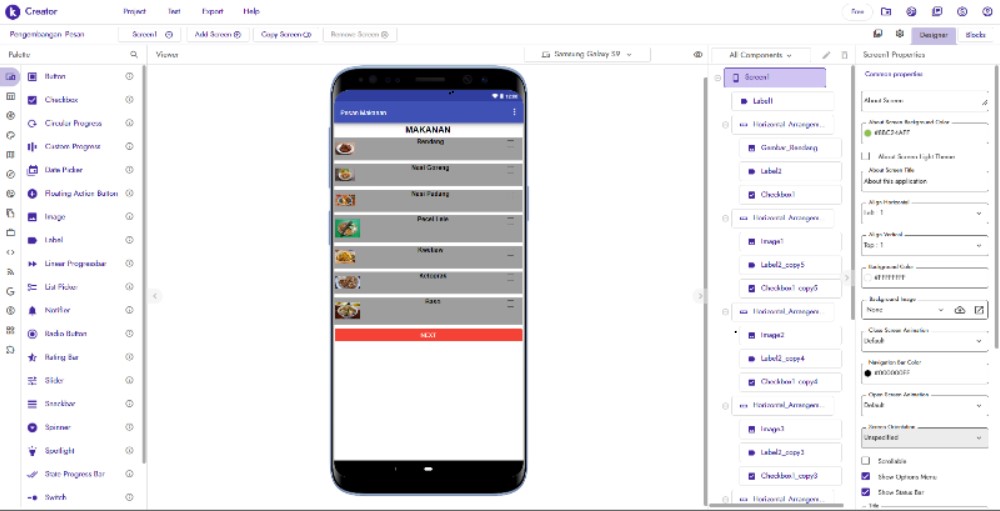 Creator
Project
Test
Export
Help
Pengembangan Pesan
Screen1
Add Screen
Copy Screen
Remove Screen
Designer
Blocks
Palette
Viewer
Samsung Galaxy S9
All Components
Screen1 Properties
Button
Checkbox
Circular Progress
Custom Progress
Date Picker
Floating Action Button
Image
Label
Linear Progressbar
List Picker
Notifier
Radio Button
Rating Bar
Slider
Snackbar
Spinner
Spotlight
State Progress Bar
Switch
Pesan Makanan
MAKANAN
Rendang
Nasi Goreng
Nasi Padang
Pecel Lele
Ketoprak
NEXT
Screen1
Label1
Horizontal_Arrangem...
Gambar_Rendang
Label2
Checkbox1
Horizontal_Arrangem...
Image1
Label2_copy5
Checkbox1_copy5
Horizontal_Arrangem...
Image2
Label2_copy4
Checkbox1_copy4
Horizontal_Arrangem...
Image3
Label2_copy3
Checkbox1_copy3
Horizontal_Arrangem...
Common properties
About Screen
About Screen Background Color
#8BC34AFF
About Screen Light Theme
About Screen Title
About this application
Align Horizontal
Left : 1
Align Vertical
Top : 1
Background Color
#FFFFFFFF
Background Image
None
Close Screen Animation
Default
Navigation Bar Color
#000000FF
Open Screen Animation
Default
Screen Orientation
Unspecified
Scrollable
Show Options Menu
Show Status Bar
Title